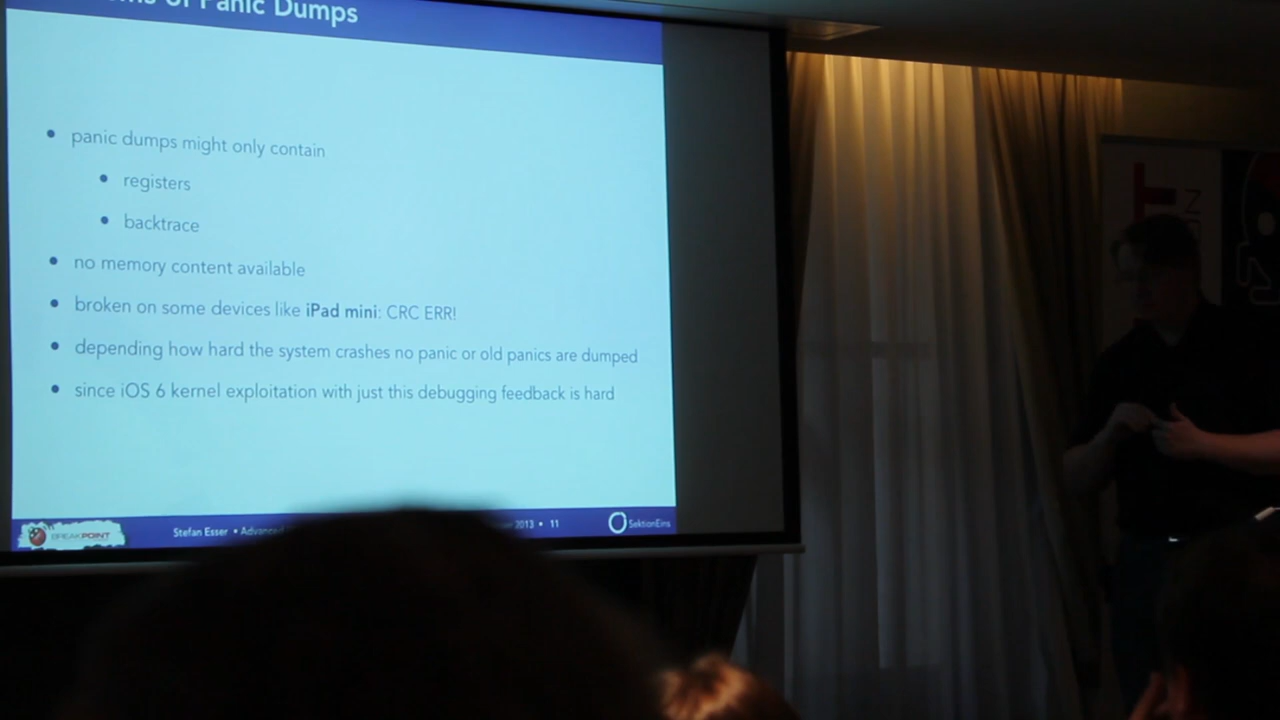 Panic Dumps
panic dumps might only contain
registers
backtrace
no memory content available
broken on some devices like iPad mini: CRC ERR!
depending how hard the system crashes no panic or old panics are dumped
since iOS 6 kernel exploitation with just this debugging feedback is hard
BREAKPOINT
Stefan Esser • Advanced
2013 • 11
SektionEins